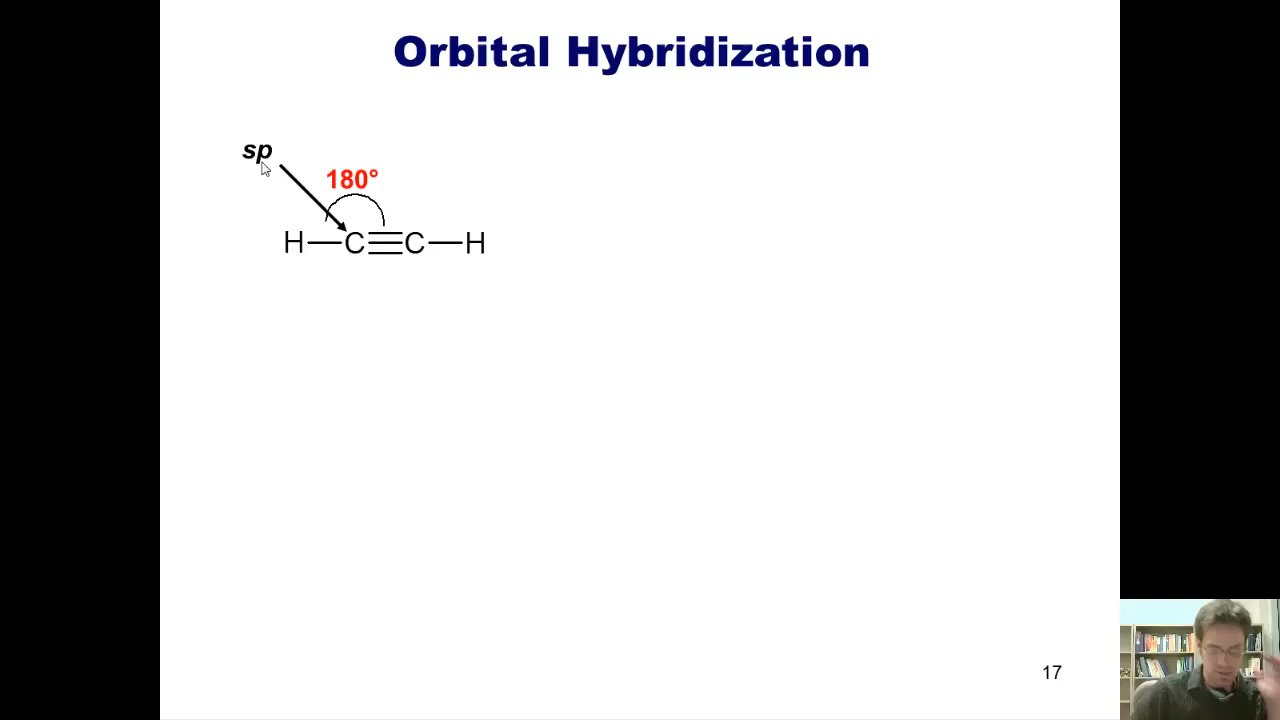 Orbital Hybridization
sp
180°
H—C≡C—H
17